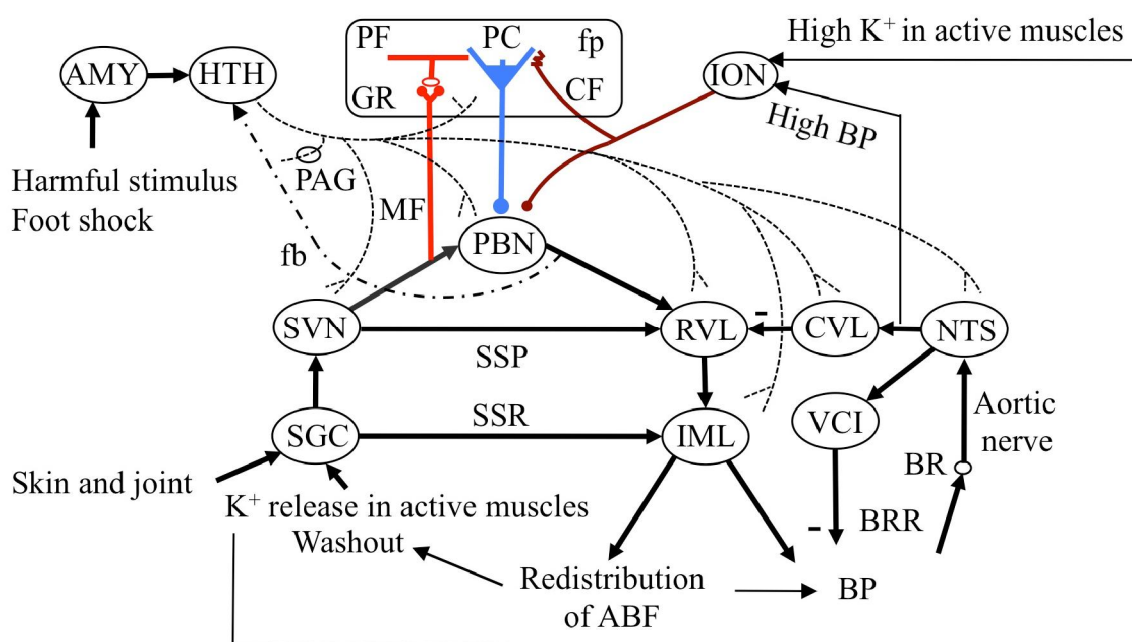 PF
PC
fp
High K+ in active muscles
AMY
HTH
ION
GR
CF
High BP
Harmful stimulus
Foot shock
PAG
MF
fb
PBN
SVN
RVL
-
CVL
NTS
SSP
SGC
SSR
IML
VCI
Aortic
nerve
BR
Skin and joint
K+ release in active muscles
Washout
-
BRR
Redistribution
of ABF
BP